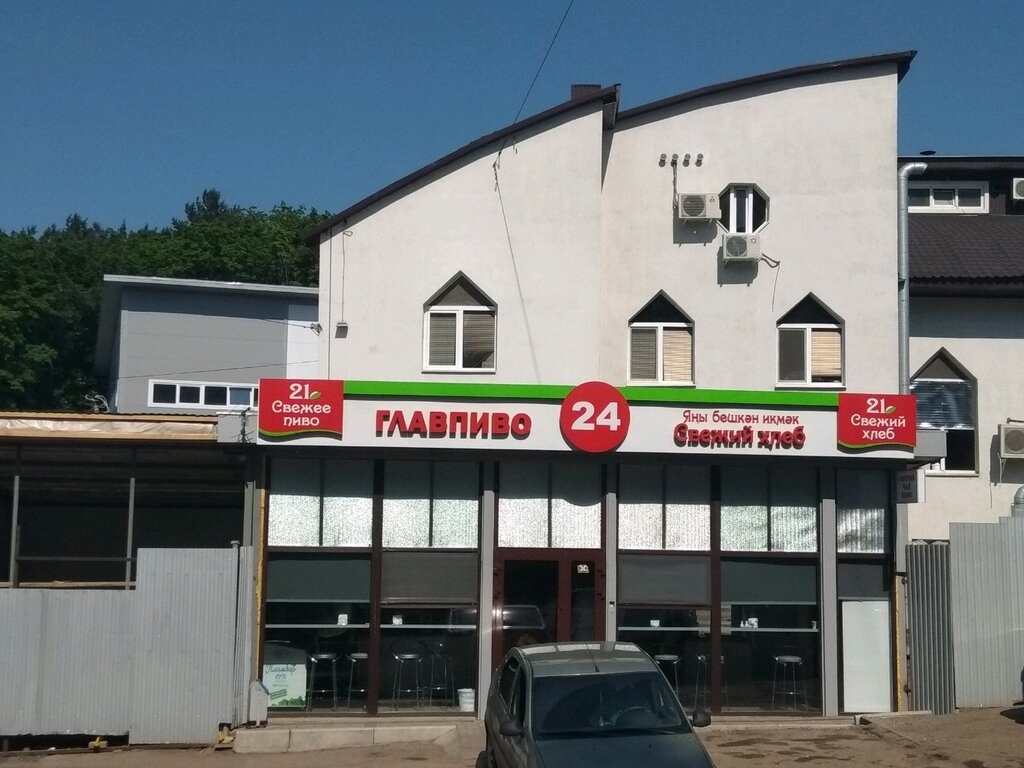 21
Свежее
пиво
ГЛАВПИВО
24
Яңы бешкән икмәк
Свежий хлеб
21
Свежий
хлеб